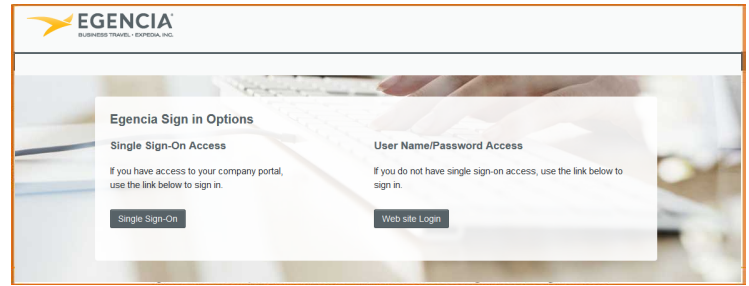 EGENCIA
BUSINESS TRAVEL · EXPEDIA, INC.
Egencia Sign in Options
Single Sign-On Access
If you have access to your company portal,
use the link below to sign in.
Single Sign-On
User Name/Password Access
If you do not have single sign-on access, use the link below to
sign in.
Web site Login